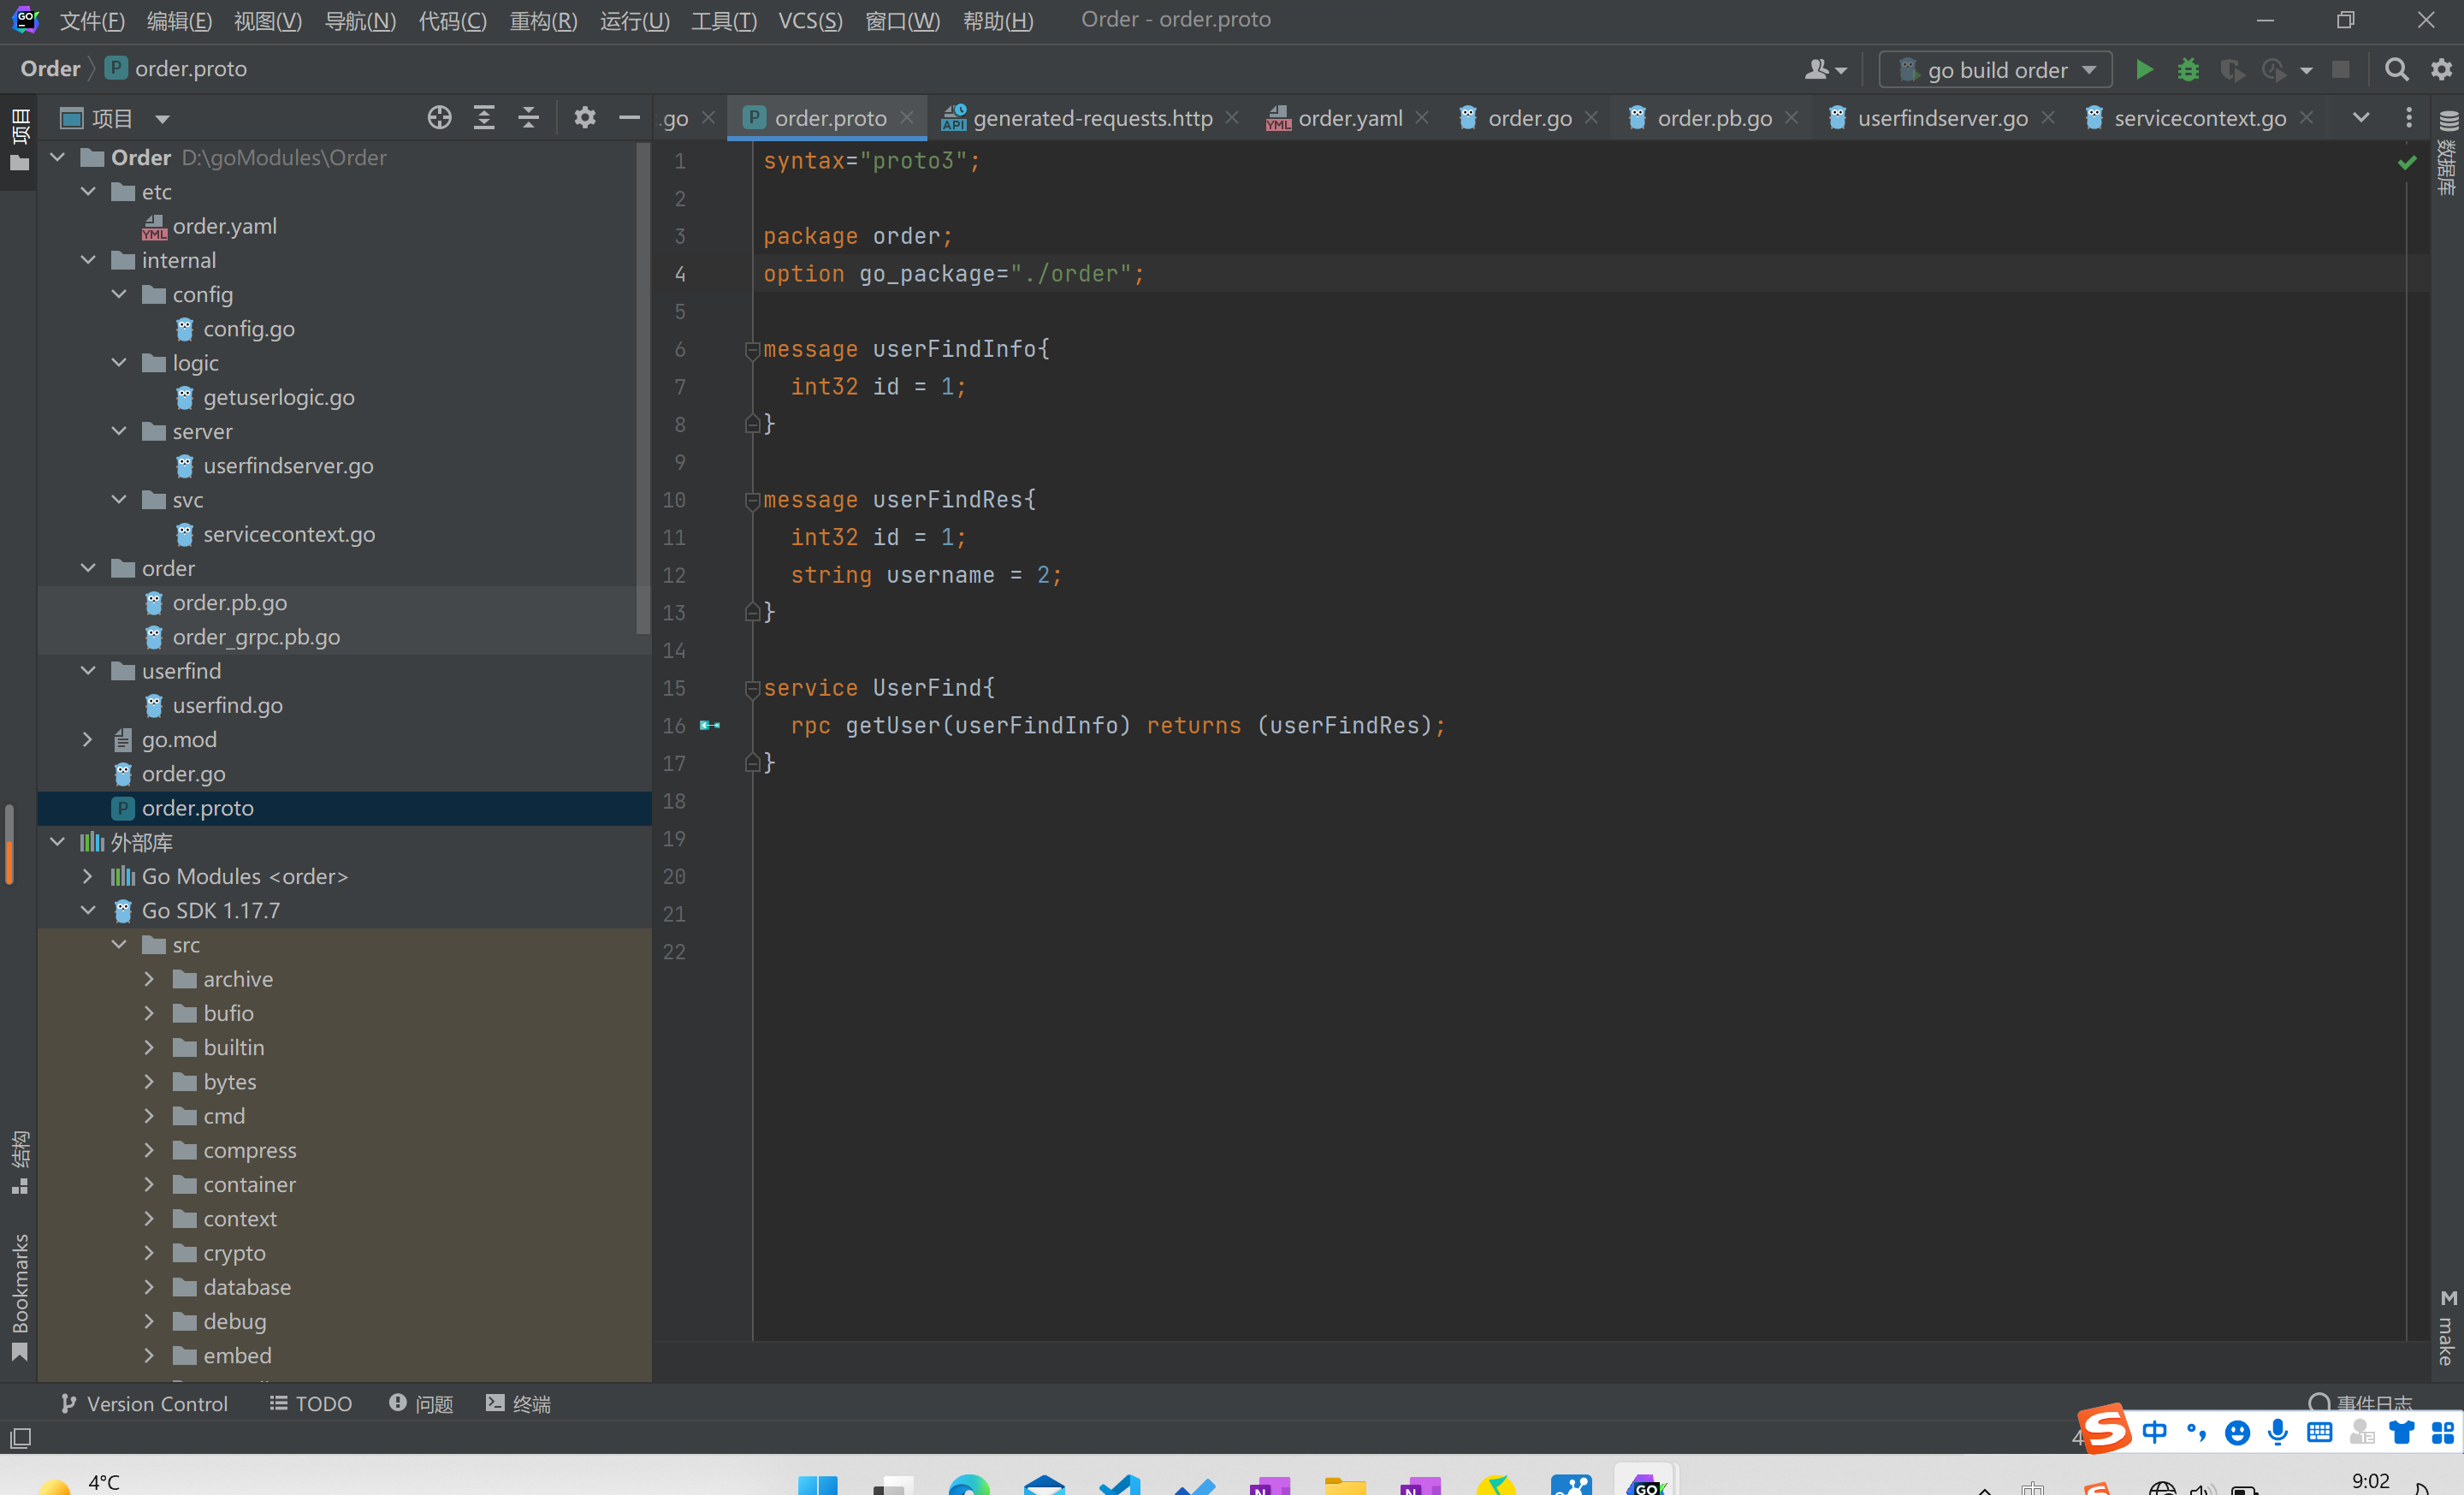 文件(F) 编辑(E) 视图(V) 导航(N) 代码(C) 重构(R) 运行(U) 工具(T) VCS(S) 窗口(W) 帮助(H) Order - order.proto
Order order.proto go build order
项目 .go order.proto generated-requests.http order.yaml order.go order.pb.go userfindserver.go servicecontext.go
项目
数据库
结构
Bookmarks
make
Order D:\goModules\Order
etc
order.yaml
internal
config
config.go
logic
getuserlogic.go
server
userfindserver.go
svc
servicecontext.go
order
order.pb.go
order_grpc.pb.go
userfind
userfind.go
go.mod
order.go
order.proto
外部库
Go Modules <order>
Go SDK 1.17.7
src
archive
bufio
builtin
bytes
cmd
compress
container
context
crypto
database
debug
embed
1 syntax="proto3";
2
3 package order;
4 option go_package="./order";
5
6 message userFindInfo{
7 int32 id = 1;
8 }
9
10 message userFindRes{
11 int32 id = 1;
12 string username = 2;
13 }
14
15 service UserFind{
16 rpc getUser(userFindInfo) returns (userFindRes);
17 }
18
19
20
21
22
Version Control TODO 问题 终端 事件日志
中
4°C 9:02